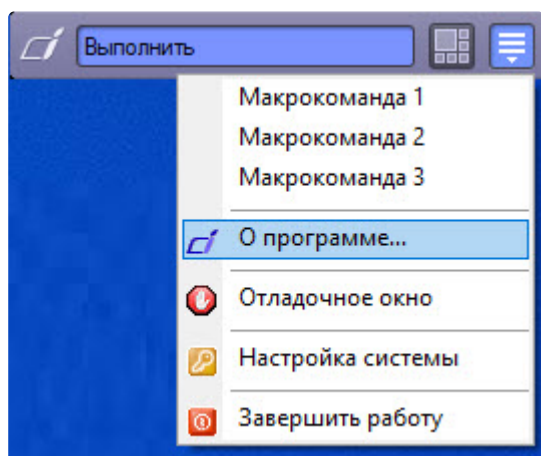 Выполнить
Макрокоманда 1
Макрокоманда 2
Макрокоманда 3
О программе...
Отладочное окно
Настройка системы
Завершить работу